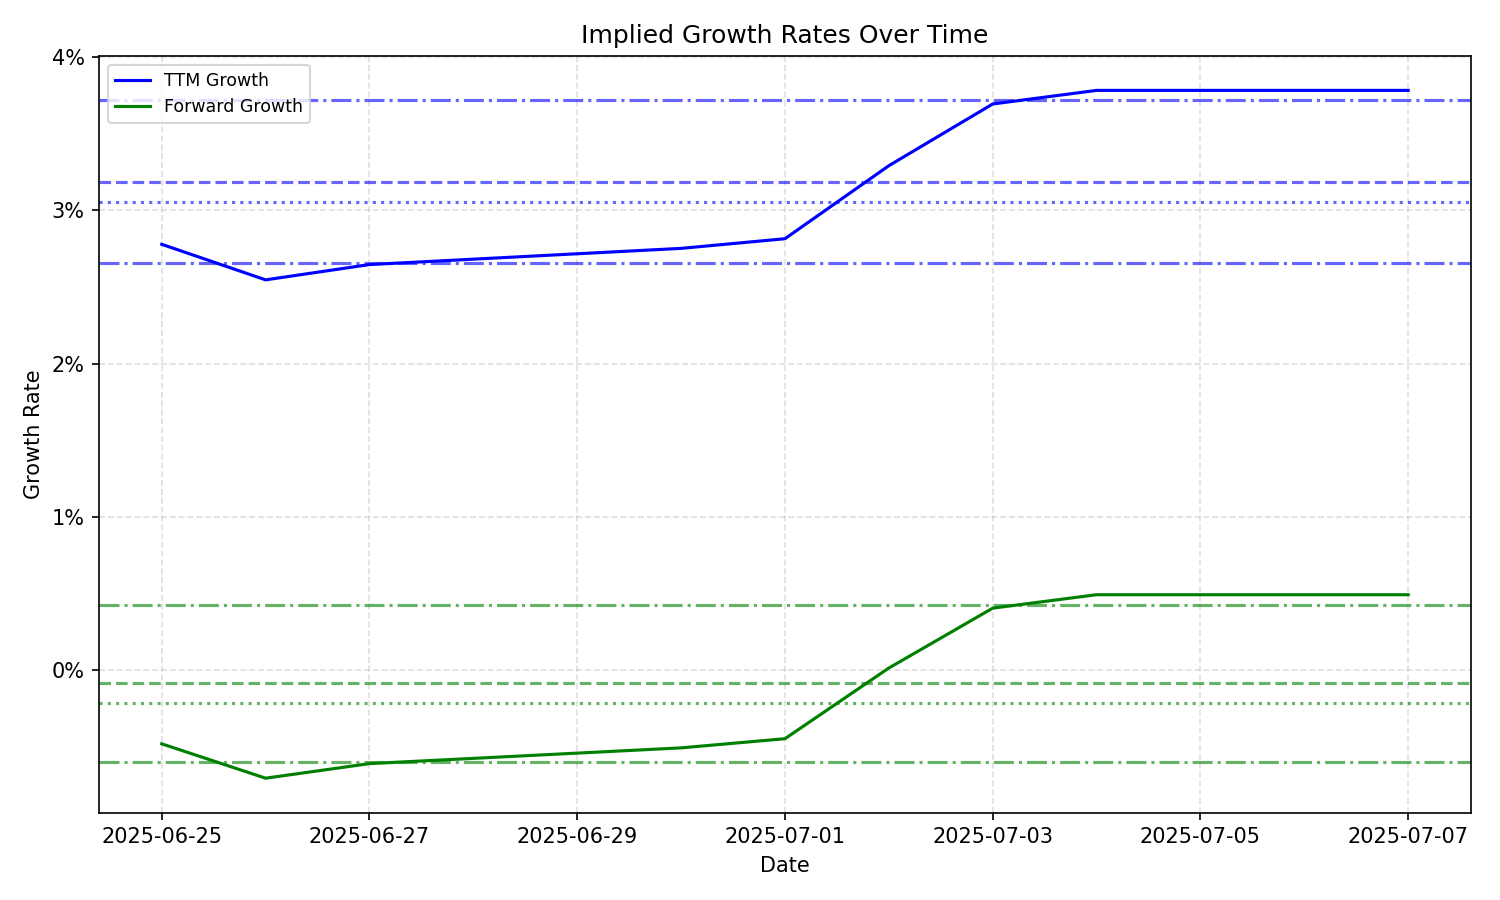 Implied Growth Rates Over Time
TTM Growth
Forward Growth
4%
3%
2%
1%
0%
Growth Rate
2025-06-25
2025-06-27
2025-06-29
2025-07-01
2025-07-03
2025-07-05
2025-07-07
Date